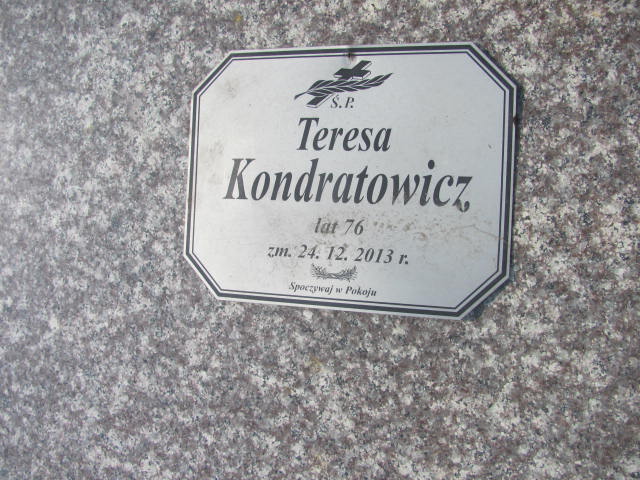 Ś.P.
Teresa
Kondratowicz
lat 76
zm. 24. 12. 2013 r.
Spoczywaj w Pokoju